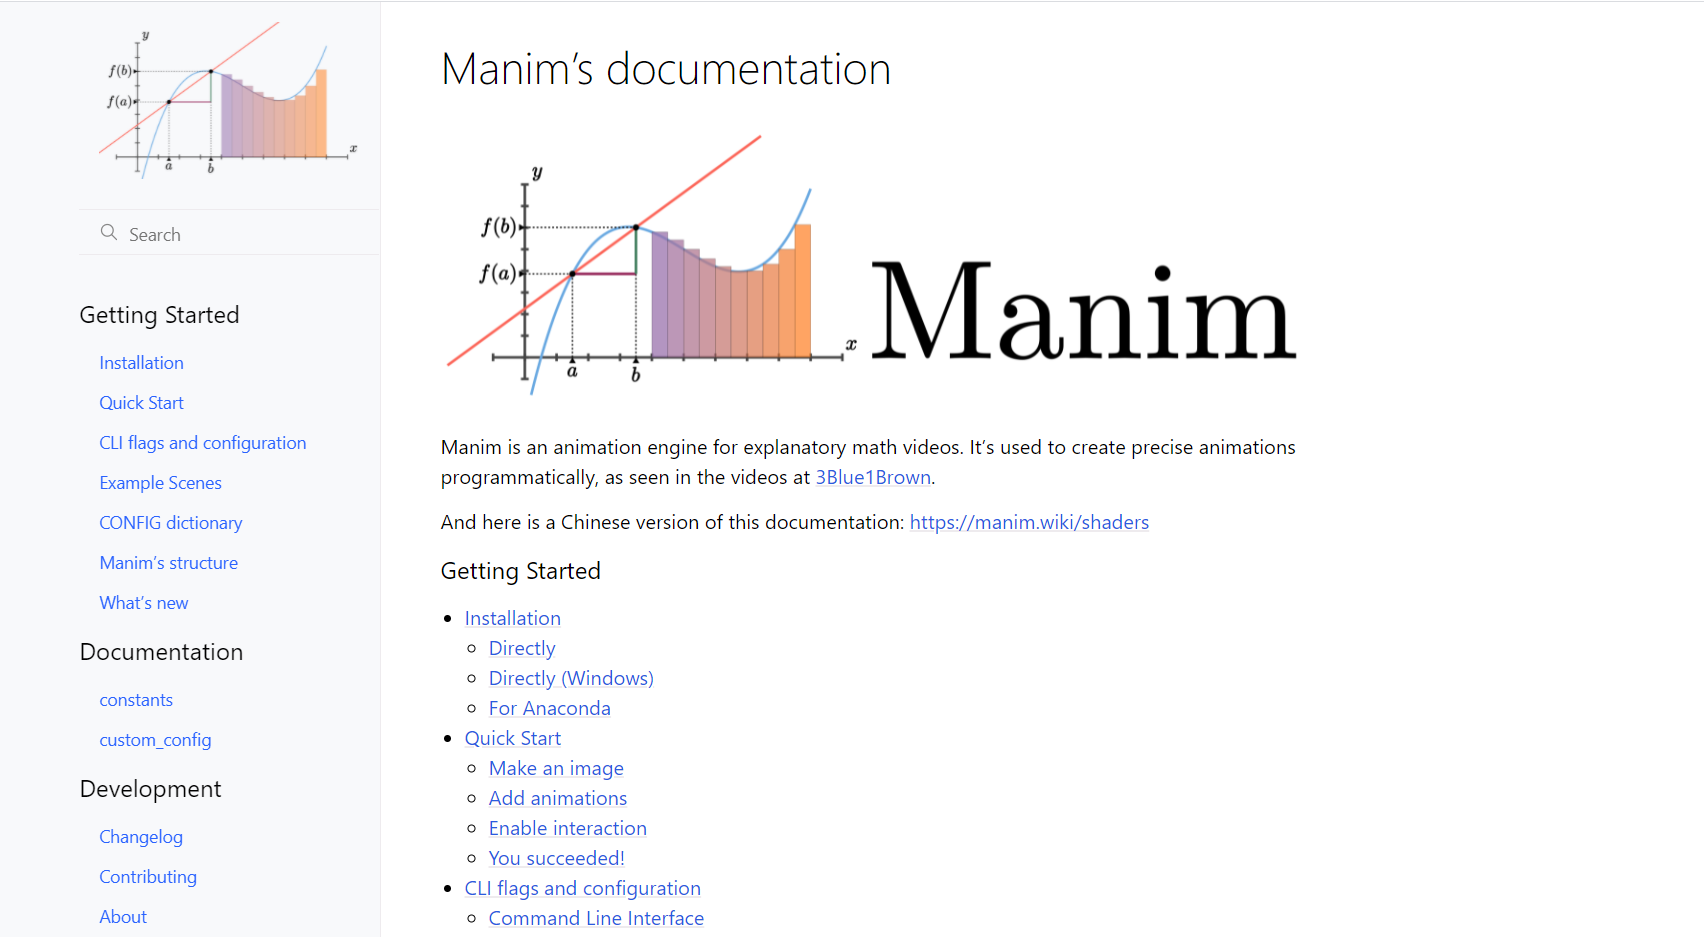 y
f(b)
f(a)
a
b
x
Search
Getting Started
Installation
Quick Start
CLI flags and configuration
Example Scenes
CONFIG dictionary
Manim's structure
What's new
Documentation
constants
custom_config
Development
Changelog
Contributing
About
Manim's documentation
y
f(b)
f(a)
a
b
x
Manim
Manim is an animation engine for explanatory math videos. It's used to create precise animations
programmatically, as seen in the videos at 3Blue1Brown.
And here is a Chinese version of this documentation: https://manim.wiki/shaders
Getting Started
Installation
Directly
Directly (Windows)
For Anaconda
Quick Start
Make an image
Add animations
Enable interaction
You succeeded!
CLI flags and configuration
Command Line Interface